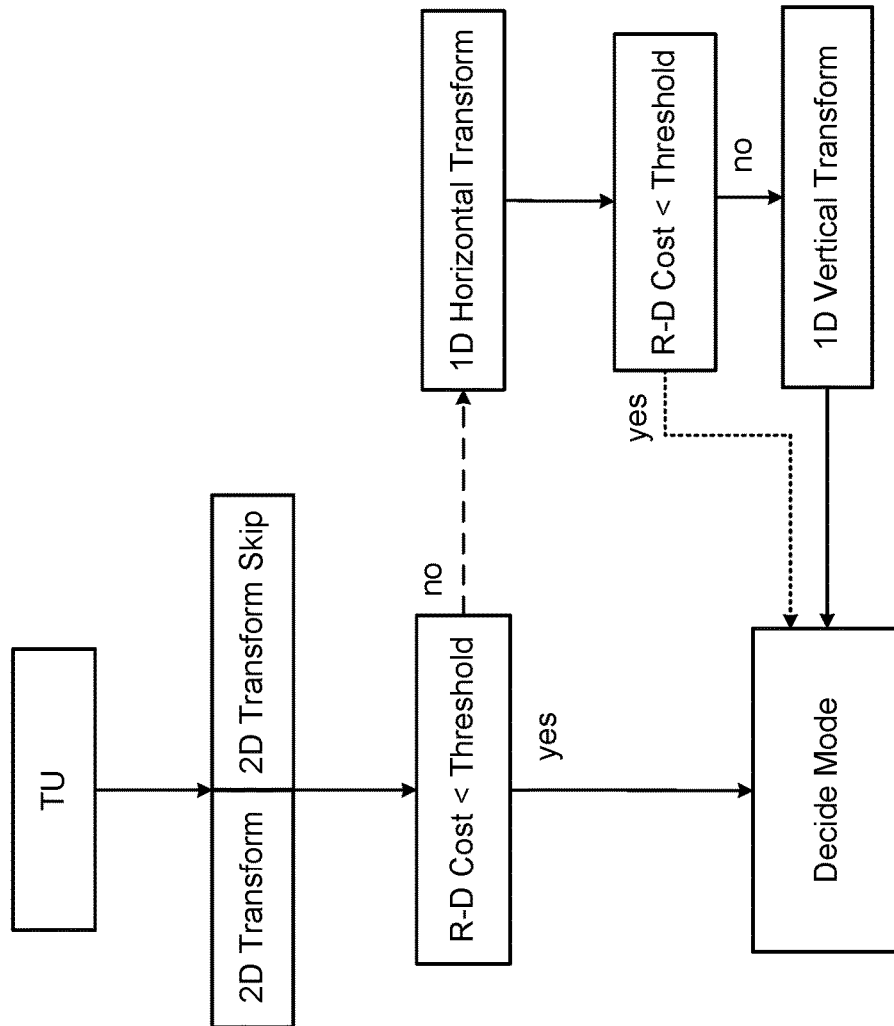 TU
2D Transform
2D Transform Skip
R-D Cost < Threshold
no
yes
1D Horizontal Transform
R-D Cost < Threshold
yes
no
1D Vertical Transform
Decide Mode